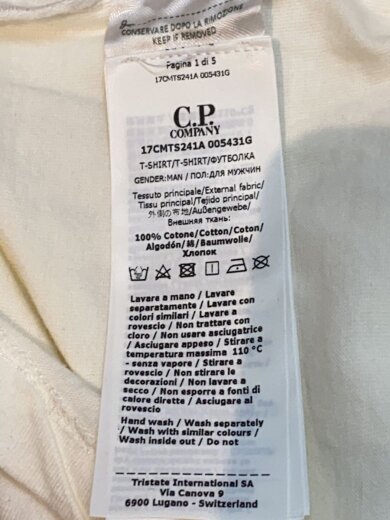 CONSERVARE DOPO LA RIMOZIONE
KEEP IF REMOVED
Pagina 1 di 5
17CMTS241A 005431G
C.P.
COMPANY
17CMTS241A 005431G
T-SHIRT/T-SHIRT/ФУТБОЛКА
GENDER:MAN / ПОЛ:ДЛЯ МУЖЧИН
Tessuto principale/External fabric/
Tissu principal/Tejido principal/
外側の布地/Außengewebe/
Внешняя ткань:
100% Cotone/Cotton/Coton/
Algodón/綿/Baumwolle/
Хлопок
Lavare a mano / Lavare
separatamente / Lavare con
colori similari / Lavare a
rovescio / Non trattare con
cloro / Non usare asciugatrice
/ Asciugare appeso / Stirare a
temperatura massima 110 °C
- senza vapore / Stirare a
rovescio / Non stirare le
decorazioni / Non lavare a
secco / Non esporre a fonti di
calore dirette / Asciugare al
rovescio
Hand wash / Wash separately
/ Wash with similar colours /
Wash inside out / Do not
Tristate International SA
Via Canova 9
6900 Lugano - Switzerland